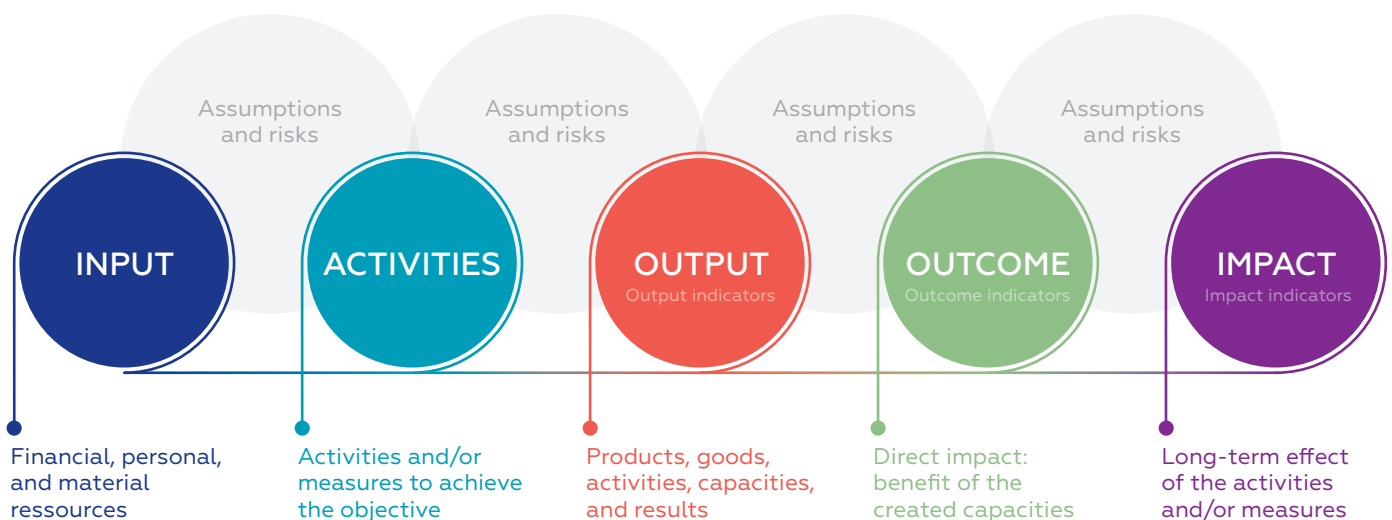 Assumptions
and risks
Assumptions
and risks
Assumptions
and risks
Assumptions
and risks
INPUT
ACTIVITIES
OUTPUT
Output indicators
OUTCOME
Outcome indicators
IMPACT
Impact indicators
Financial, personal,
and material
ressources
Activities and/or
measures to achieve
the objective
Products, goods,
activities, capacities,
and results
Direct impact:
benefit of the
created capacities
Long-term effect
of the activities
and/or measures